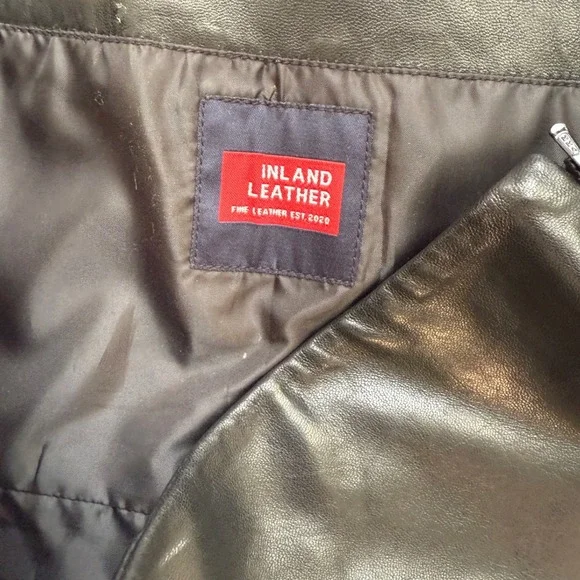 INLAND
LEATHER
FINE LEATHER EST. 2020